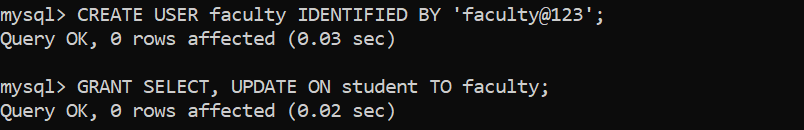 mysql> CREATE USER faculty IDENTIFIED BY 'faculty@123';
Query OK, 0 rows affected (0.03 sec)
mysql> GRANT SELECT, UPDATE ON student TO faculty;
Query OK, 0 rows affected (0.02 sec)